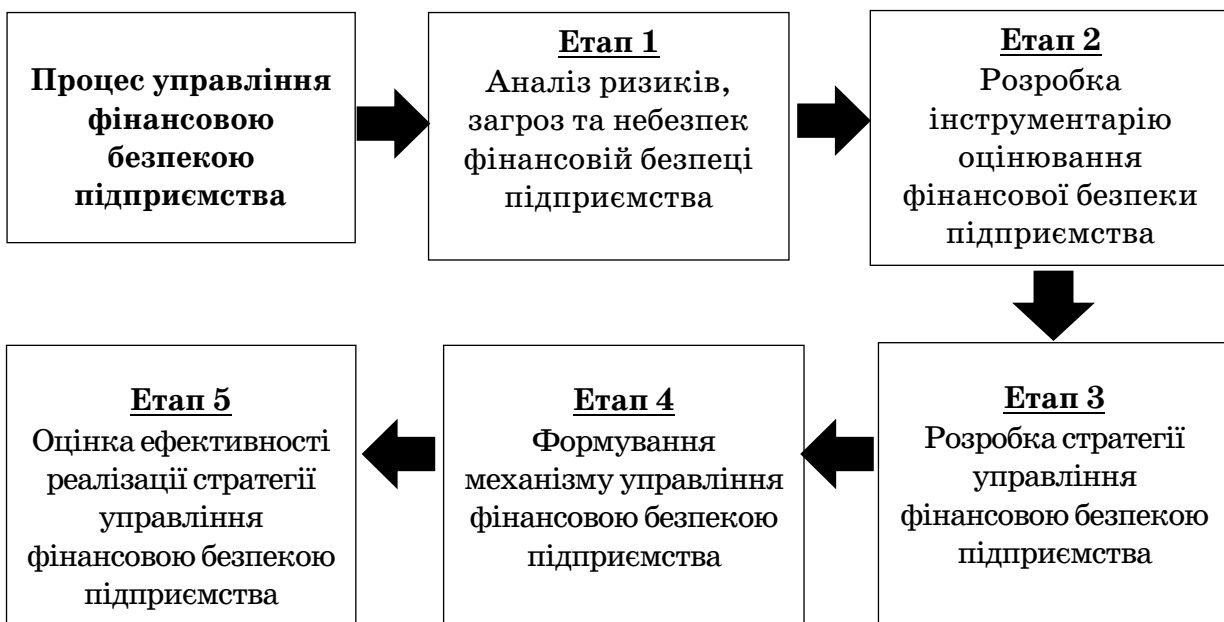 Процес управління
фінансовою
безпекою
підприємства
Етап 1
Аналіз ризиків,
загроз та небезпек
фінансовій безпеці
підприємства
Етап 2
Розробка
інструментарію
оцінювання
фінансової безпеки
підприємства
Етап 3
Розробка стратегії
управління
фінансовою безпекою
підприємства
Етап 4
Формування
механізму управління
фінансовою безпекою
підприємства
Етап 5
Оцінка ефективності
реалізації стратегії
управління
фінансовою безпекою
підприємства